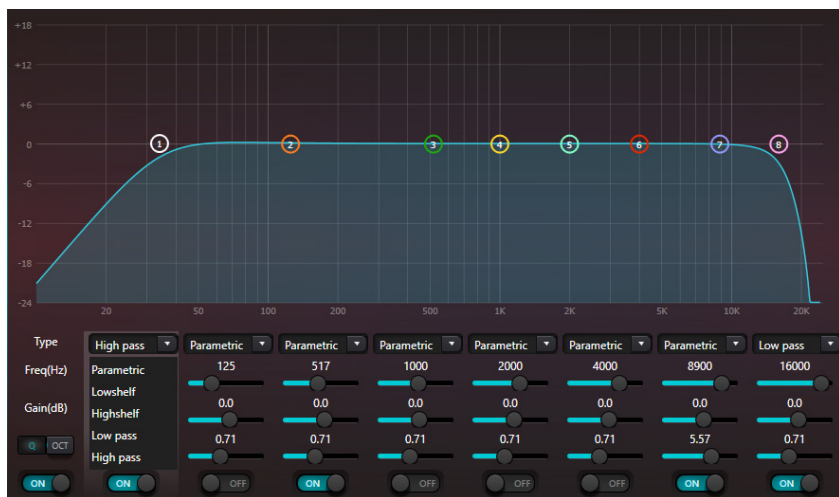 +18
+12
+6
0
-6
-12
-18
-24
1 2 3 4 5 6 7 8
20 50 100 200 500 1K 2K 5K 10K 20K
Type High pass Parametric Parametric Parametric Parametric Parametric Parametric Low pass
Freq(Hz) Parametric 125 517 1000 2000 4000 8900 16000
Lowshelf
Gain(dB) Highshelf 0.0 0.0 0.0 0.0 0.0 0.0 0.0
Q OCT Low pass 0.71 0.71 0.71 0.71 0.71 5.57 0.71
High pass
ON ON OFF ON OFF OFF OFF ON ON